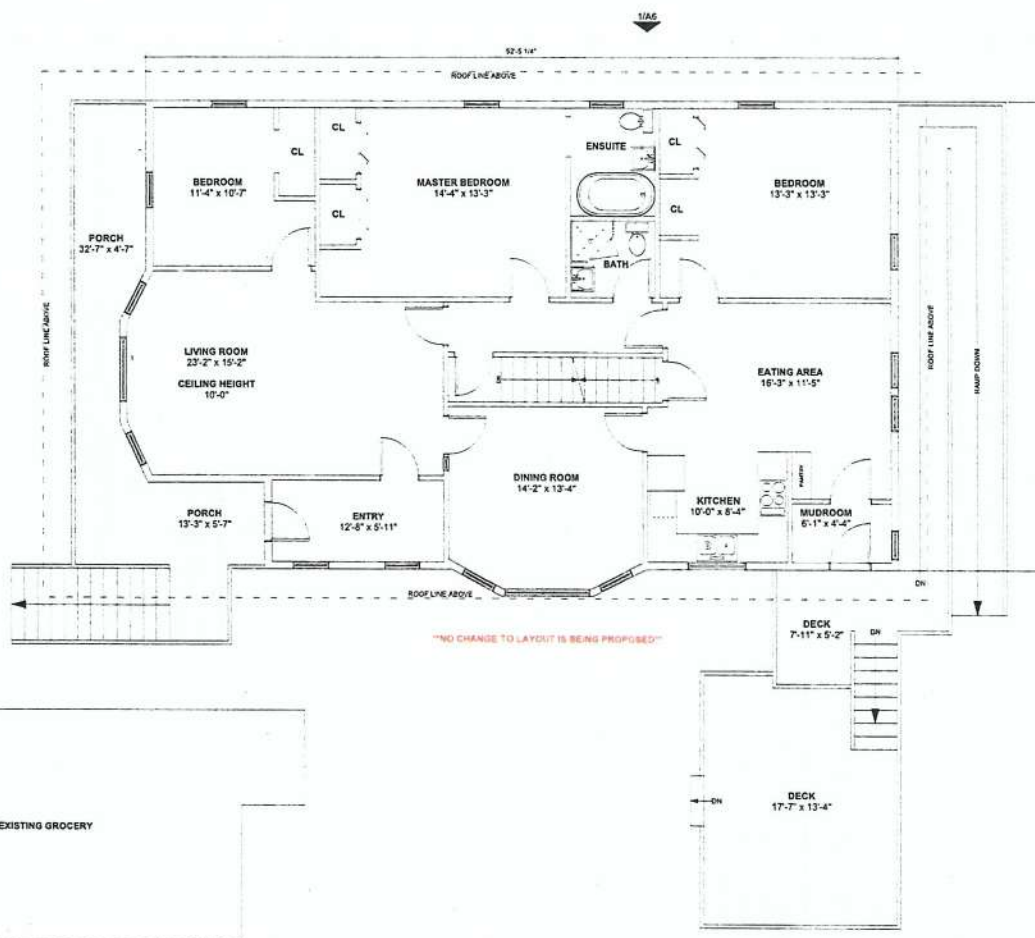 1/A6
52'-5 1/4"
ROOF LINE ABOVE
CL
CL
ENSUITE
CL
BEDROOM
11'-4" x 10'-7"
MASTER BEDROOM
14'-4" x 13'-3"
BEDROOM
13'-3" x 13'-3"
CL
CL
PORCH
32'-7" x 4'-7"
BATH
ROOF LINE ABOVE
LIVING ROOM
23'-2" x 15'-2"
CEILING HEIGHT
10'-0"
EATING AREA
16'-3" x 11'-5"
ROOF LINE ABOVE
RAMP DOWN
DINING ROOM
14'-2" x 13'-4"
PANTRY
KITCHEN
10'-0" x 8'-4"
MUDROOM
6'-1" x 4'-4"
PORCH
13'-3" x 5'-7"
ENTRY
12'-8" x 5'-11"
DN
ROOF LINE ABOVE
DECK
7'-11" x 5'-2"
DN
**NO CHANGE TO LAYOUT IS BEING PROPOSED**
DECK
17'-7" x 13'-4"
DN
EXISTING GROCERY